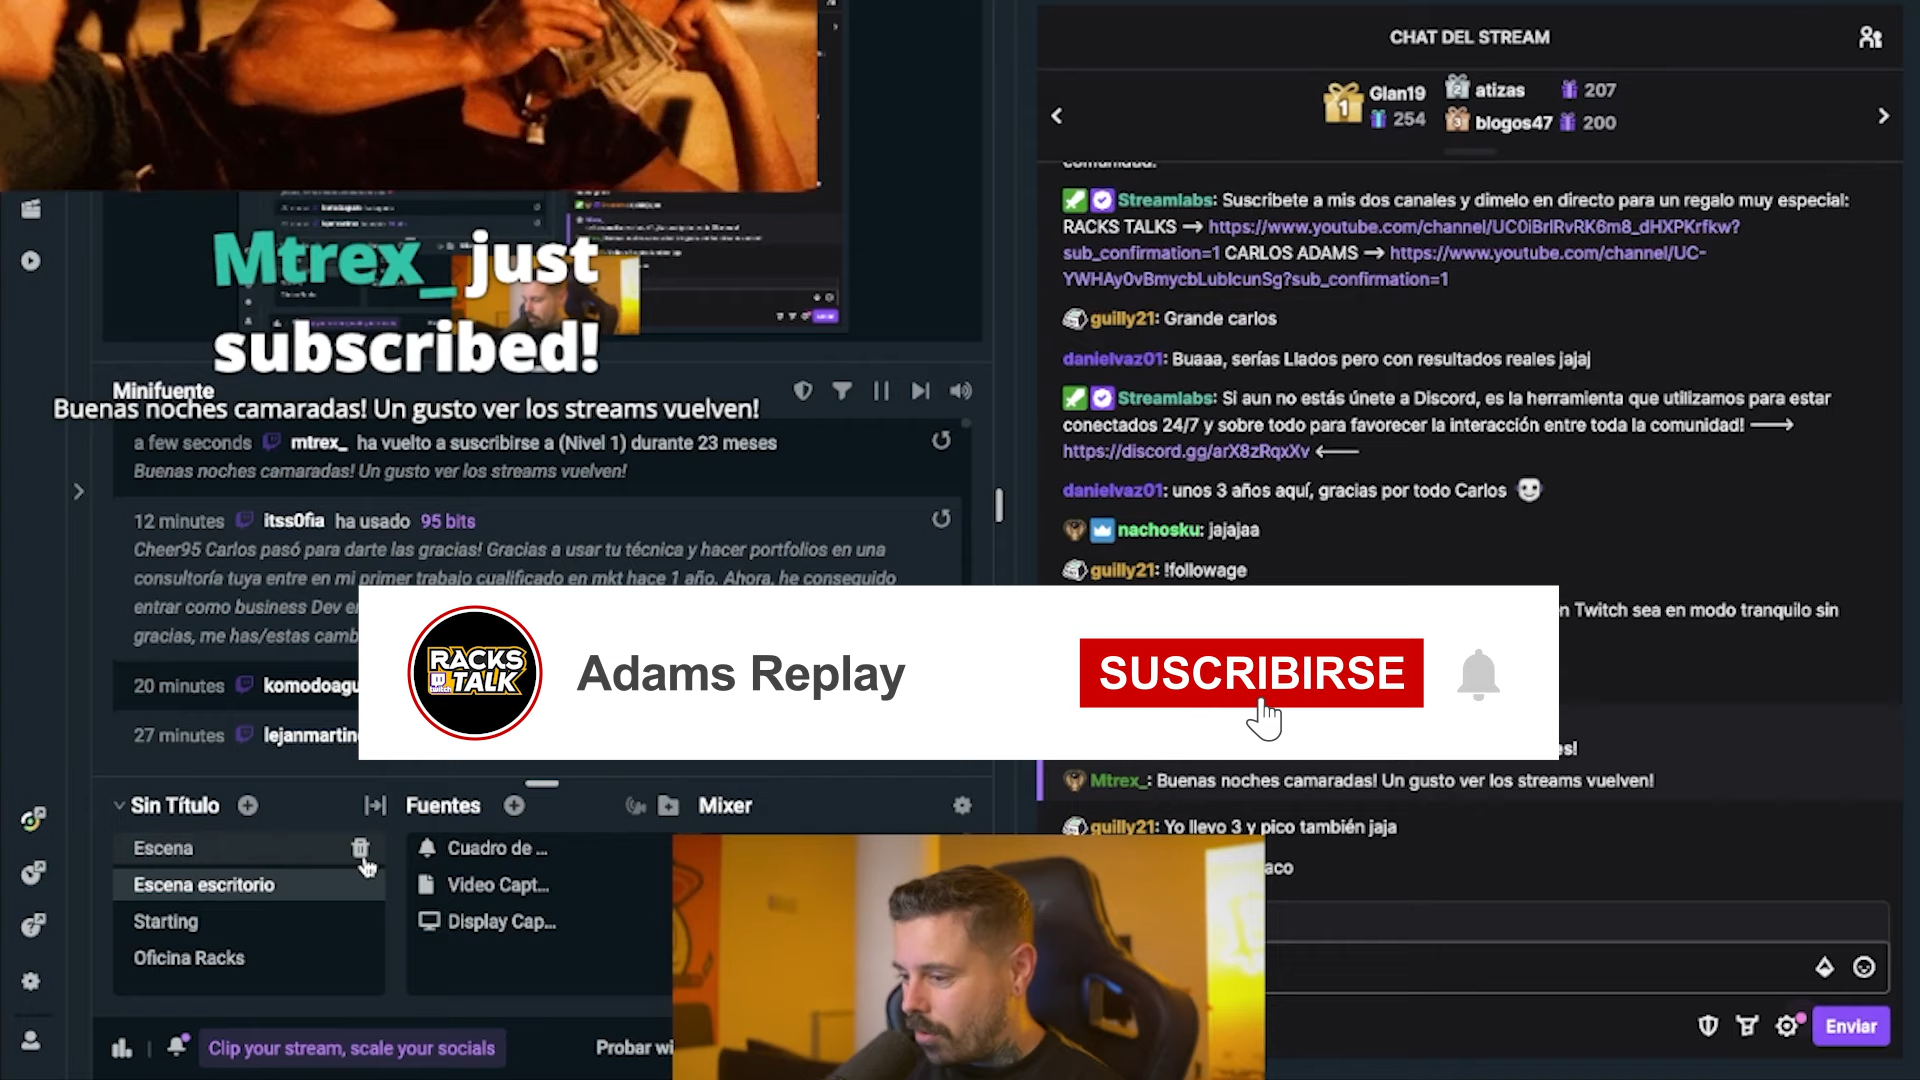 Mtrex_ just
subscribed!
Buenas noches camaradas! Un gusto ver los streams vuelven!
Minifuente
a few seconds mtrex_ ha vuelto a suscribirse a (Nivel 1) durante 23 meses
Buenas noches camaradas! Un gusto ver los streams vuelven!
12 minutes itss0fia ha usado 95 bits
Cheer95 Carlos pasó para darte las gracias! Gracias a usar tu técnica y hacer portfolios en una
consultoría tuya entre en mi primer trabajo cualificado en mkt hace 1 año. Ahora, he conseguido
entrar como business Dev
gracias, me has/estas
20 minutes
27 minutes
RACKS
TALK
twitch
Adams Replay
SUSCRIBIRSE
Sin Título
Fuentes
Mixer
Escena
Escena escritorio
Starting
Oficina Racks
Cuadro de ...
Video Capt...
Display Cap...
Clip your stream, scale your socials
Probar
CHAT DEL STREAM
1 Glan19 254
2 atizas 207
3 blogos47 200
comunidad.
Streamlabs: Suscribete a mis dos canales y dimelo en directo para un regalo muy especial:
RACKS TALKS ⟶ https://www.youtube.com/channel/UC0iBrlRvRK6m8_dHXPKrfkw?
sub_confirmation=1 CARLOS ADAMS ⟶ https://www.youtube.com/channel/UC-
YWHAy0vBmycbLublcunSg?sub_confirmation=1
guilly21: Grande carlos
danielvaz01: Buaaa, serías Llados pero con resultados reales jajaj
Streamlabs: Si aun no estás únete a Discord, es la herramienta que utilizamos para estar
conectados 24/7 y sobre todo para favorecer la interacción entre toda la comunidad! ⟶
https://discord.gg/arX8zRqxXv ⟵
danielvaz01: unos 3 años aquí, gracias por todo Carlos
nachosku: jajajaa
guilly21: !followage
en Twitch sea en modo tranquilo sin
Mtrex_: Buenas noches camaradas! Un gusto ver los streams vuelven!
guilly21: Yo llevo 3 y pico también jaja
Enviar